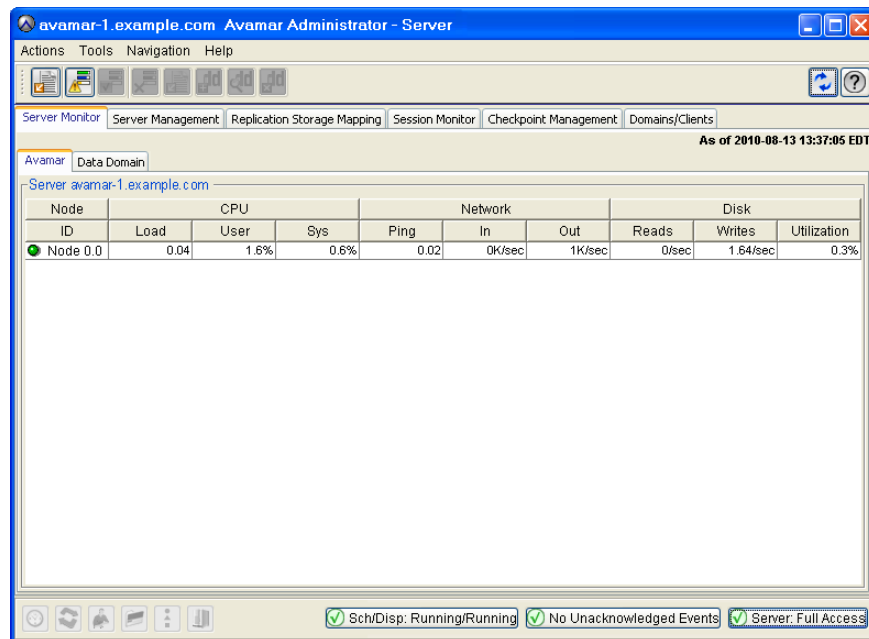 avamar-1.example.com Avamar Administrator - Server
Actions Tools Navigation Help
dd dd dd
Server Monitor Server Management Replication Storage Mapping Session Monitor Checkpoint Management Domains/Clients
As of 2010-08-13 13:37:05 EDT
Avamar Data Domain
Server avamar-1.example.com
Node CPU Network Disk
ID Load User Sys Ping In Out Reads Writes Utilization
Node 0.0 0.04 1.6% 0.6% 0.02 0K/sec 1K/sec 0/sec 1.64/sec 0.3%
Sch/Disp: Running/Running No Unacknowledged Events Server: Full Access